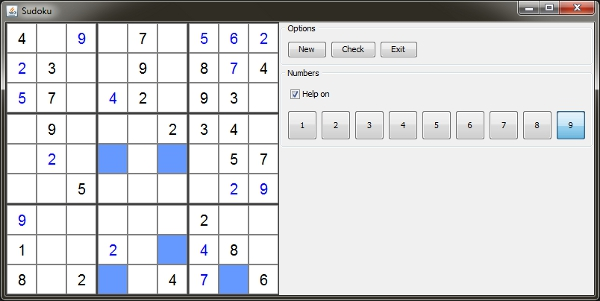 Sudoku
Options
New Check Exit
Numbers
Help on
1 2 3 4 5 6 7 8 9
4 9 7 5 6 2
2 3 9 8 7 4
5 7 4 2 9 3
9 2 3 4
2 5 7
5 2 9
9 2
1 2 4 8
8 2 4 7 6